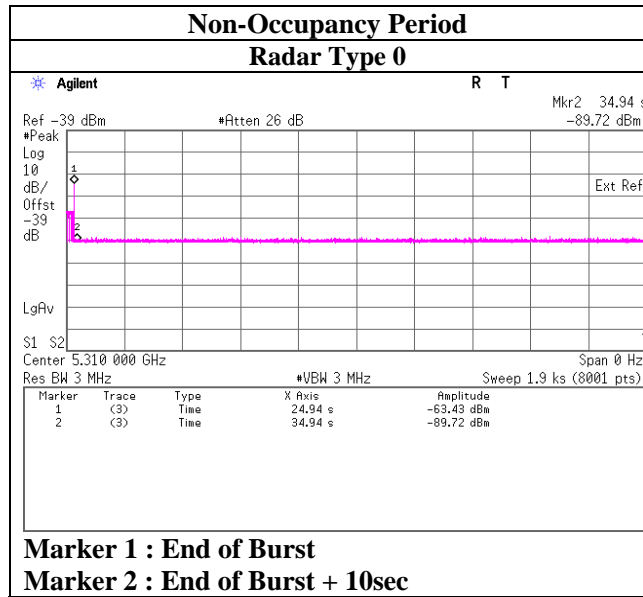 Non-Occupancy Period
Radar Type 0
Agilent R T
Mkr2 34.94 s
Ref -39 dBm #Atten 26 dB -89.72 dBm
#Peak
Log
10
dB/
Offst
-39
dB
1
2
Ext Ref
LgAv
S1 S2
Center 5.310 000 GHz Span 0 Hz
Res BW 3 MHz #VBW 3 MHz Sweep 1.9 ks (8001 pts)
Marker Trace Type X Axis Amplitude
1 (3) Time 24.94 s -63.43 dBm
2 (3) Time 34.94 s -89.72 dBm
Marker 1 : End of Burst
Marker 2 : End of Burst + 10sec